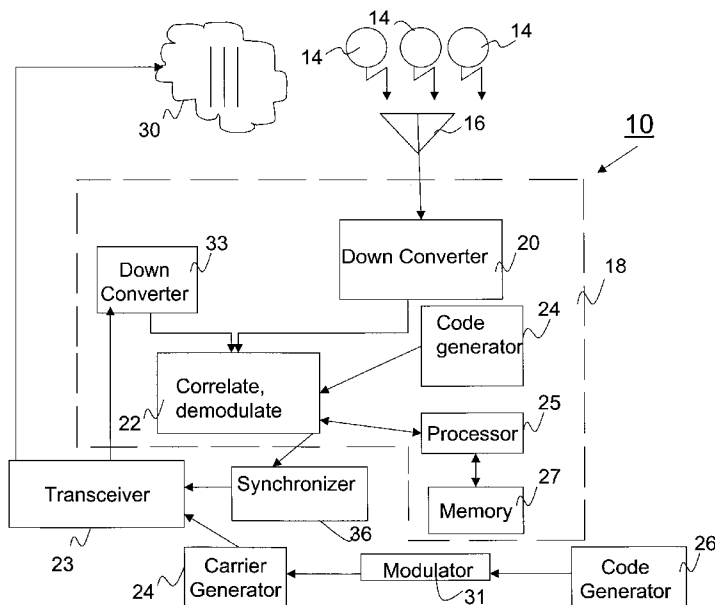 14
14
14
30
16
10
33
Down
Converter
20
Down Converter
18
24
Code
generator
Correlate,
demodulate
22
25
Processor
Transceiver
Synchronizer
27
Memory
23
36
26
24
Carrier
Generator
Modulator
31
Code
Generator